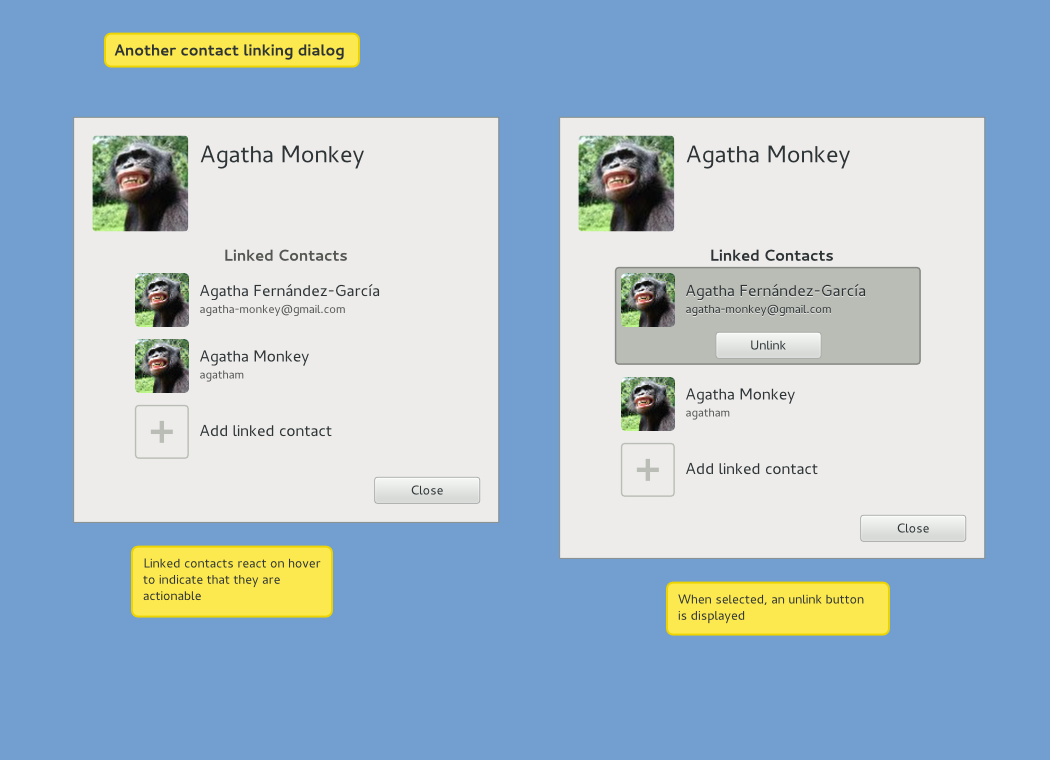 Another contact linking dialog
Agatha Monkey
Linked Contacts
Agatha Fernández-García
agatha-monkey@gmail.com
Agatha Monkey
agatham
Add linked contact
Close
Linked contacts react on hover
to indicate that they are
actionable
Agatha Monkey
Linked Contacts
Agatha Fernández-García
agatha-monkey@gmail.com
Unlink
Agatha Monkey
agatham
Add linked contact
Close
When selected, an unlink button
is displayed